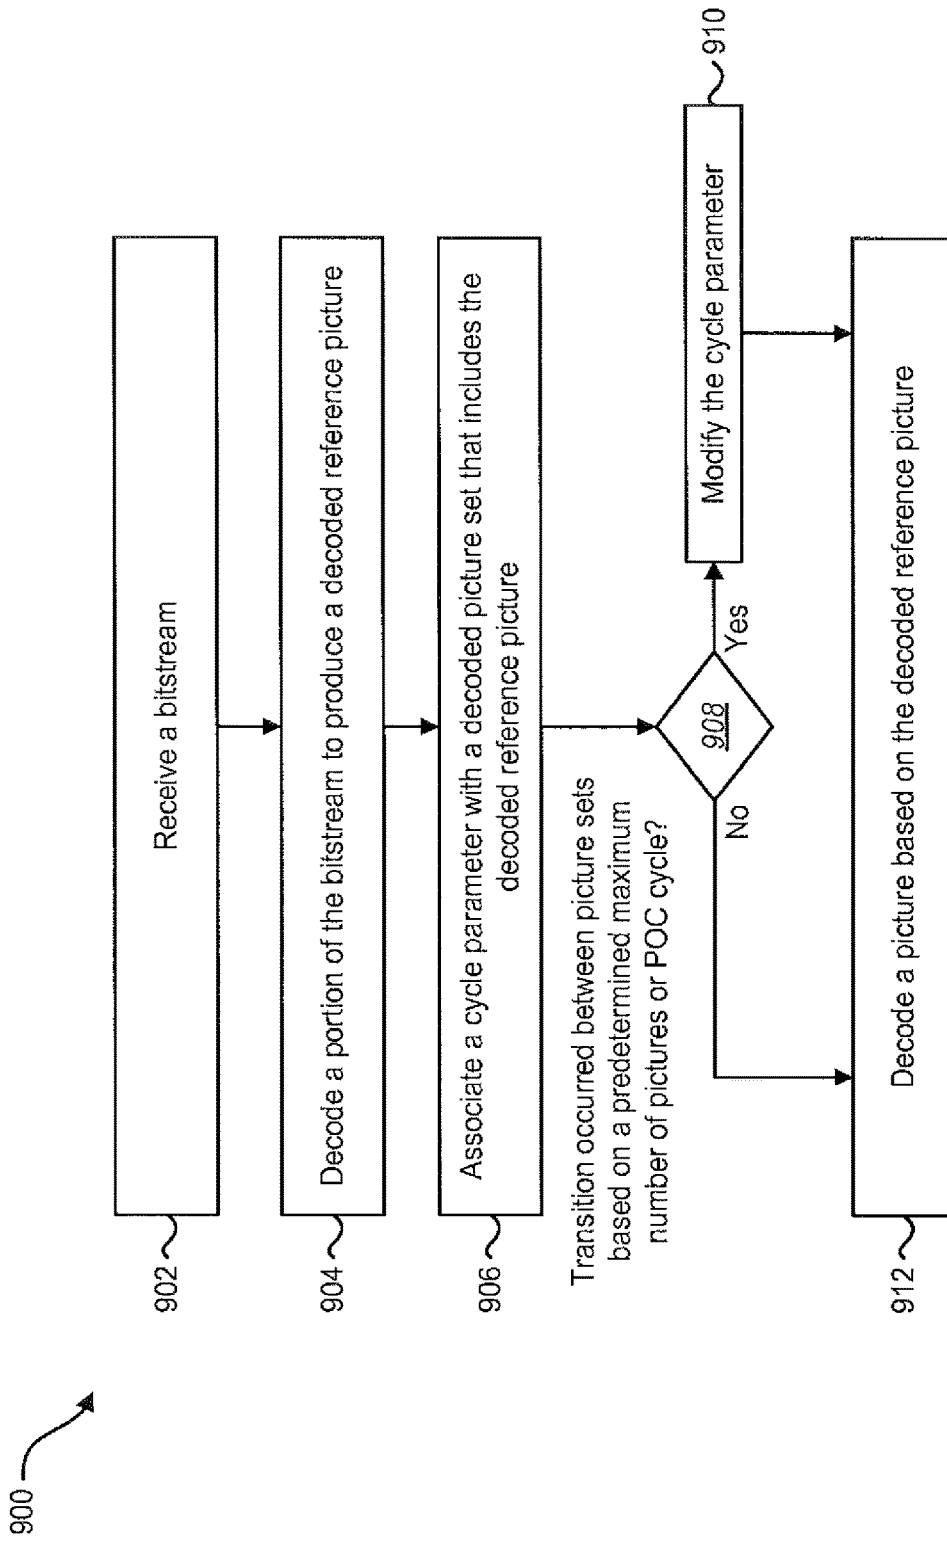 900
902
Receive a bitstream
904
Decode a portion of the bitstream to produce a decoded reference picture
906
Associate a cycle parameter with a decoded picture set that includes the
decoded reference picture
Transition occurred between picture sets
based on a predetermined maximum
number of pictures or POC cycle?
908
Yes
No
Modify the cycle parameter
910
912
Decode a picture based on the decoded reference picture